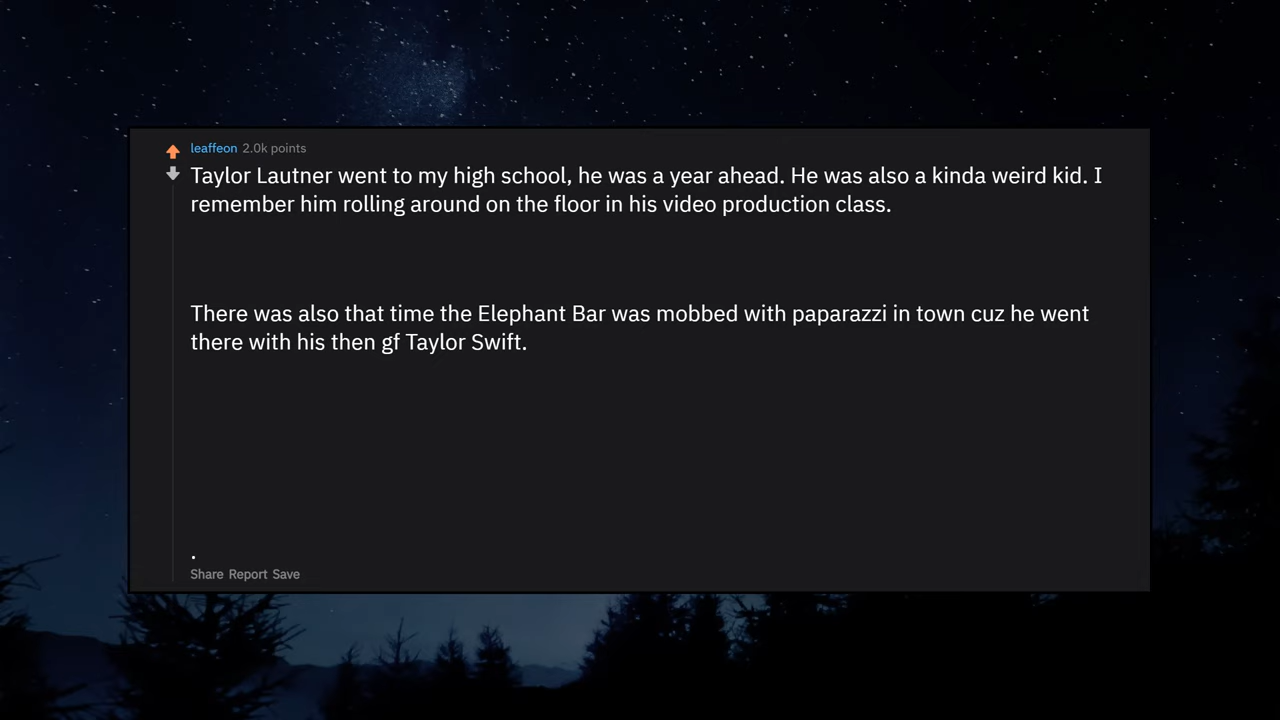 leaffeon 2.0k points
Taylor Lautner went to my high school, he was a year ahead. He was also a kinda weird kid. I
remember him rolling around on the floor in his video production class.
There was also that time the Elephant Bar was mobbed with paparazzi in town cuz he went
there with his then gf Taylor Swift.
.
Share Report Save